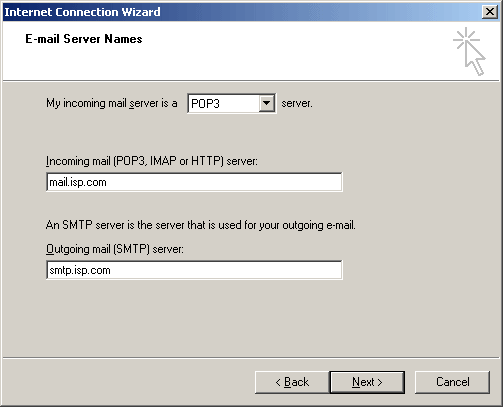 Internet Connection Wizard
E-mail Server Names
My incoming mail server is a POP3 server.
Incoming mail (POP3, IMAP or HTTP) server:
mail.isp.com
An SMTP server is the server that is used for your outgoing e-mail.
Outgoing mail (SMTP) server:
smtp.isp.com
< Back Next > Cancel